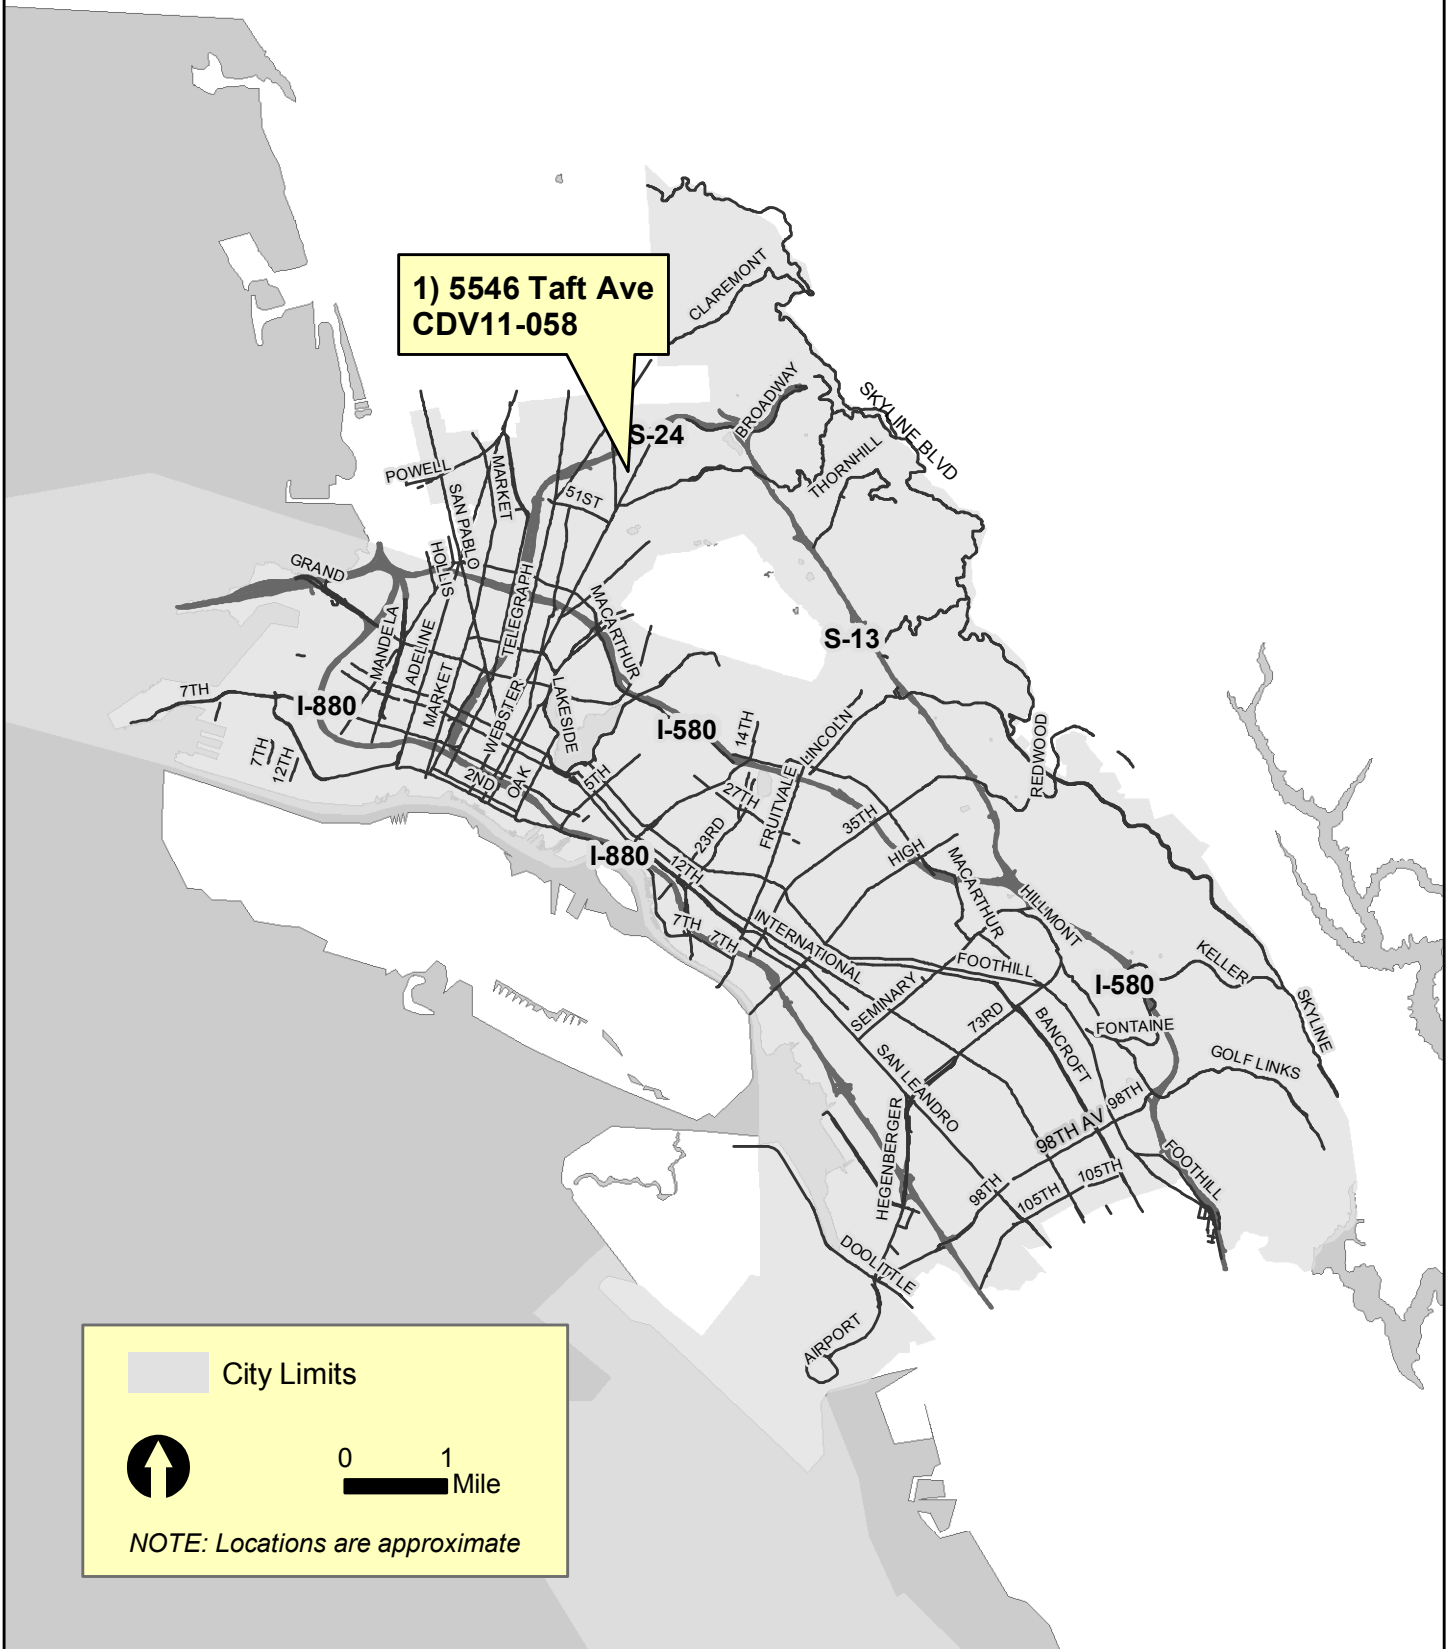 1) 5546 Taft Ave
CDV11-058
CLAREMONT
BROADWAY
SKYLINE BLVD
S-24
THORNHILL
POWELL
MARKET
51ST
SAN PABLO
HOLLIS
GRAND
TELEGRAPH
MACARTHUR
MANDELA
ADELINE
S-13
MARKET
WEBSTER
LAKESIDE
7TH
I-880
I-580
14TH
LINCOLN
REDWOOD
7TH
12TH
2ND
OAK
5TH
27TH
FRUITVALE
35TH
23RD
HIGH
I-880
12TH
MACARTHUR
HILLMONT
7TH
7TH
INTERNATIONAL
FOOTHILL
KELLER
I-580
SEMINARY
73RD
BANCROFT
FONTAINE
SKYLINE
SAN LEANDRO
GOLF LINKS
HEGENBERGER
98TH AV
98TH
98TH
105TH
105TH
FOOTHILL
DOOLITTLE
AIRPORT
City Limits
0 1
Mile
NOTE: Locations are approximate